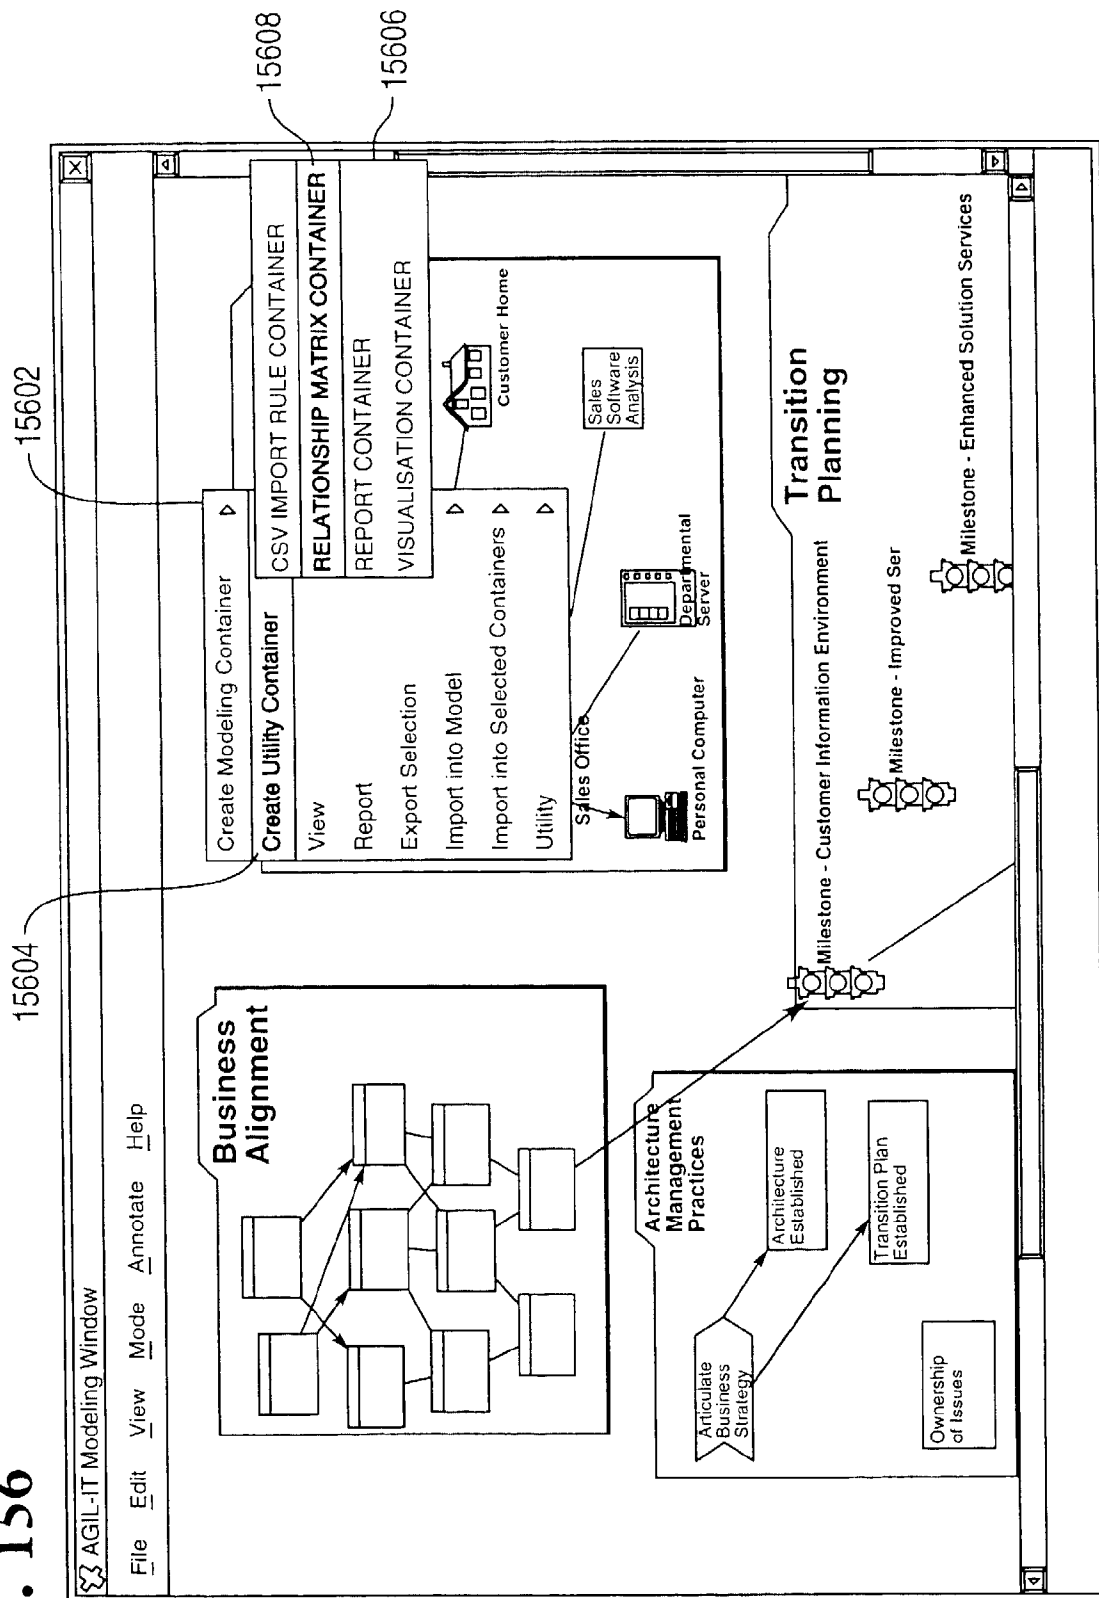 . 156
AGIL-IT Modeling Window
File Edit View Mode Annotate Help
15604
15602
15608
15606
Create Modeling Container
Create Utility Container
View
Report
Export Selection
Import into Model
Import into Selected Containers
Utility
CSV IMPORT RULE CONTAINER
RELATIONSHIP MATRIX CONTAINER
REPORT CONTAINER
VISUALISATION CONTAINER
Business
Alignment
Customer Home
Sales
Software
Analysis
Sales Office
Departmental
Server
Personal Computer
Architecture
Management
Practices
Articulate
Business
Strategy
Architecture
Established
Transition Plan
Established
Ownership
of Issues
Transition
Planning
Milestone - Customer Information Environment
Milestone - Improved Ser
Milestone - Enhanced Solution Services